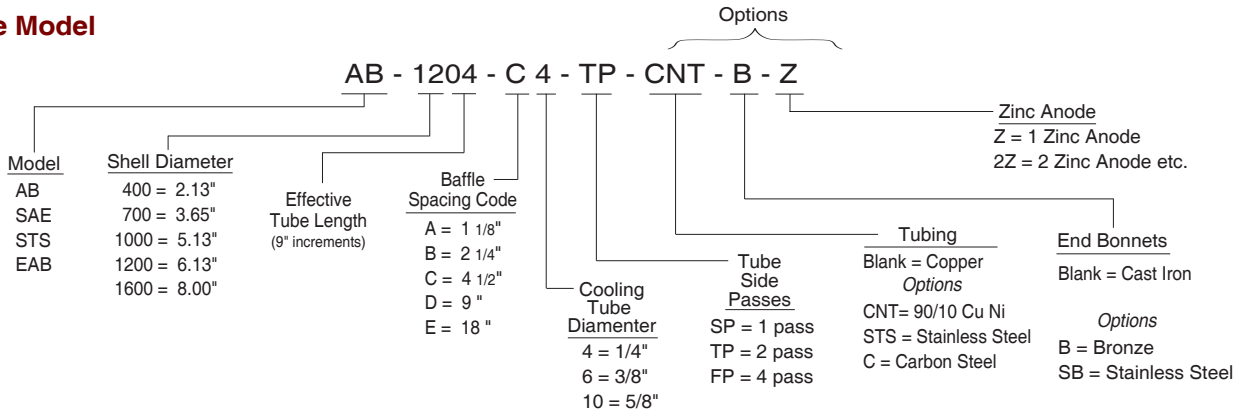 e Model
Options
AB - 1204 - C 4 - TP - CNT - B - Z
Model
AB
SAE
STS
EAB
Shell Diameter
400 = 2.13"
700 = 3.65"
1000 = 5.13"
1200 = 6.13"
1600 = 8.00"
Effective
Tube Length
(9" increments)
Baffle
Spacing Code
A = 1 1/8"
B = 2 1/4"
C = 4 1/2"
D = 9 "
E = 18 "
Cooling
Tube
Diamenter
4 = 1/4"
6 = 3/8"
10 = 5/8"
Tube
Side
Passes
SP = 1 pass
TP = 2 pass
FP = 4 pass
Tubing
Blank = Copper
Options
CNT= 90/10 Cu Ni
STS = Stainless Steel
C = Carbon Steel
End Bonnets
Blank = Cast Iron
Options
B = Bronze
SB = Stainless Steel
Zinc Anode
Z = 1 Zinc Anode
2Z = 2 Zinc Anode etc.